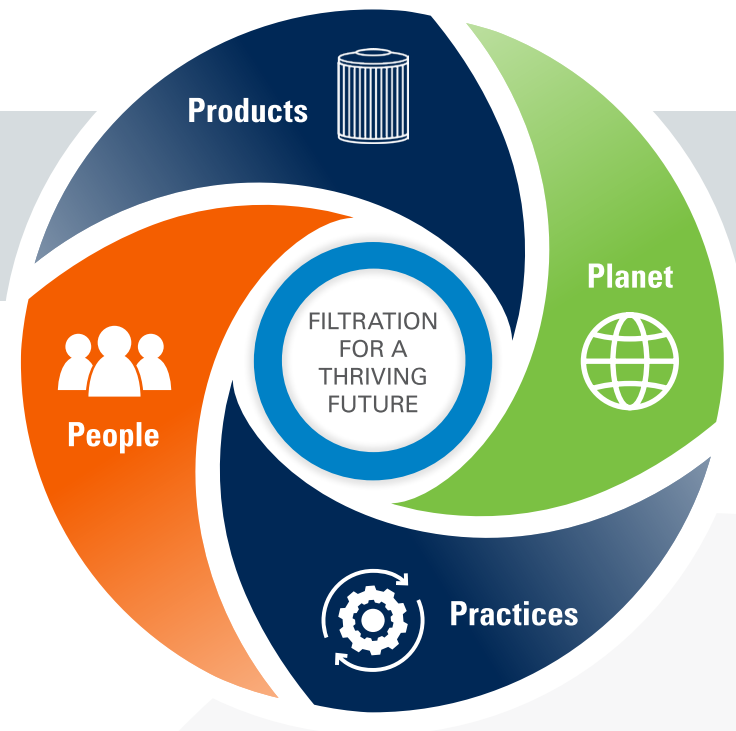 Products
Planet
FILTRATION
FOR A
THRIVING
FUTURE
People
Practices